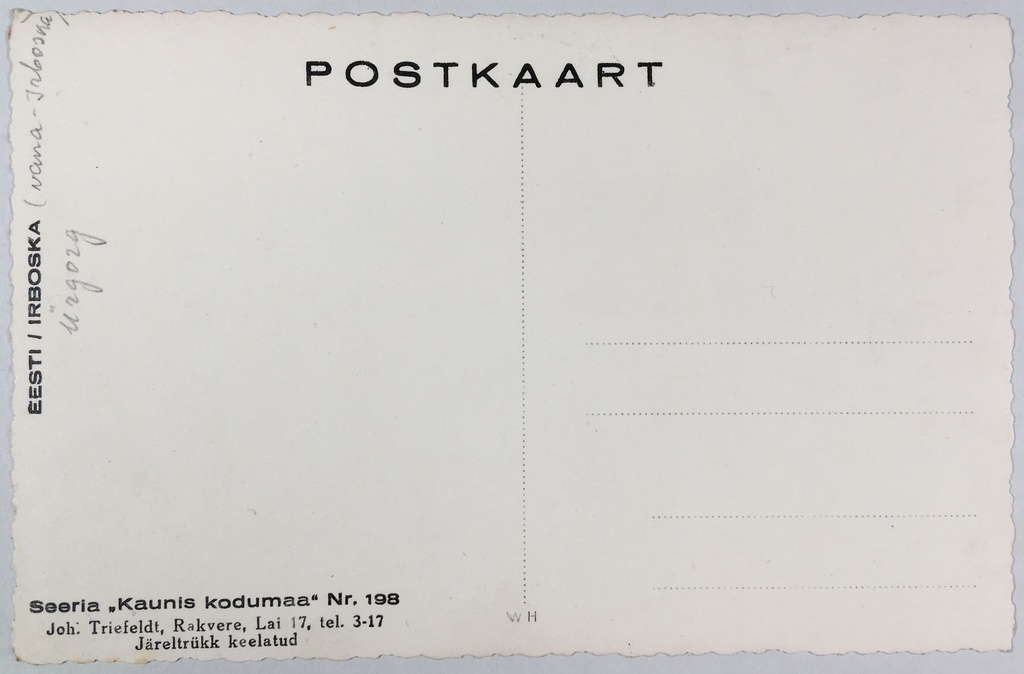 POSTKAART
EESTI / IRBOSKA (vana-Irboska)
Ürgorg
Seeria „Kaunis kodumaa“ Nr. 198
Joh. Triefeldt, Rakvere, Lai 17, tel. 3-17
Järeltrükk keelatud
WH